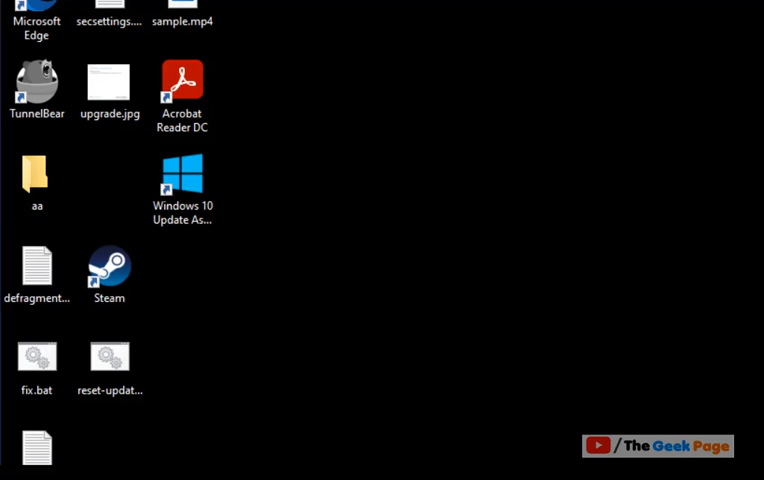 Microsoft
Edge
secsettings....
sample.mp4
TunnelBear
upgrade.jpg
Acrobat
Reader DC
aa
Windows 10
Update As...
defragment...
Steam
fix.bat
reset-updat...
/The Geek Page